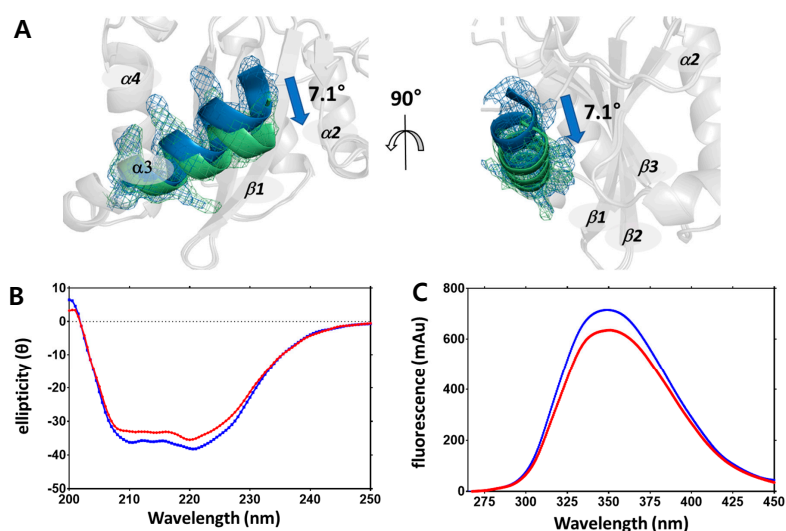 A
α4
7.1°
α2
α3
β1
90°
α2
7.1°
β3
β1
β2
B
10
0
-10
-20
-30
-40
-50
ellipticity (θ)
200
210
220
230
240
250
Wavelength (nm)
C
800
600
400
200
0
fluorescence (mAu)
275
300
325
350
375
400
425
450
Wavelength (nm)